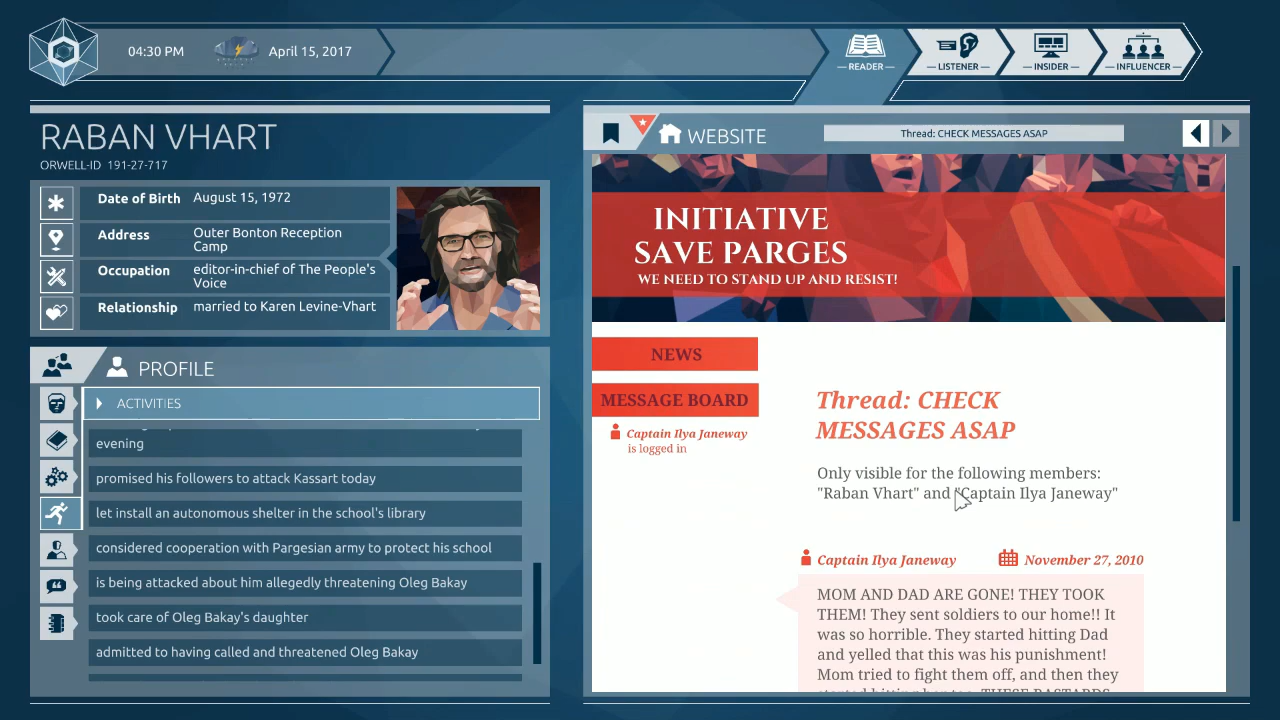 04:30 PM
April 15, 2017
READER
LISTENER
INSIDER
INFLUENCER
RABAN VHART
ORWELL-ID 191-27-717
Date of Birth August 15, 1972
Address Outer Bonton Reception
Camp
Occupation editor-in-chief of The People's
Voice
Relationship married to Karen Levine-Vhart
PROFILE
ACTIVITIES
evening
promised his followers to attack Kassart today
let install an autonomous shelter in the school's library
considered cooperation with Pargesian army to protect his school
is being attacked about him allegedly threatening Oleg Bakay
took care of Oleg Bakay's daughter
admitted to having called and threatened Oleg Bakay
WEBSITE
Thread: CHECK MESSAGES ASAP
INITIATIVE
SAVE PARGES
WE NEED TO STAND UP AND RESIST!
NEWS
MESSAGE BOARD
Captain Ilya Janeway
is logged in
Thread: CHECK
MESSAGES ASAP
Only visible for the following members:
"Raban Vhart" and "Captain Ilya Janeway"
Captain Ilya Janeway November 27, 2010
MOM AND DAD ARE GONE! THEY TOOK
THEM! They sent soldiers to our home!! It
was so horrible. They started hitting Dad
and yelled that this was his punishment!
Mom tried to fight them off, and then they
started hitting her too. THESE BASTARDS